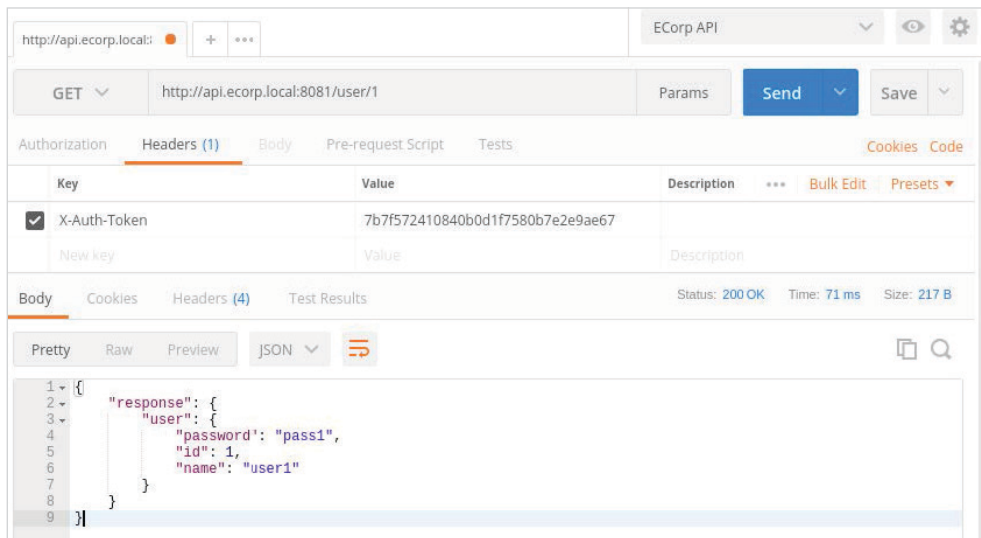 http://api.ecorp.local:8 + ••• ECorp API
GET http://api.ecorp.local:8081/user/1 Params Send Save
Authorization Headers (1) Body Pre-request Script Tests Cookies Code
Key Value Description ••• Bulk Edit Presets
X-Auth-Token 7b7f572410840b0d1f7580b7e2e9ae67
New key Value Description
Body Cookies Headers (4) Test Results Status: 200 OK Time: 71 ms Size: 217 B
Pretty Raw Preview JSON
1 {
2 "response": {
3 "user": {
4 "password": "pass1",
5 "id": 1,
6 "name": "user1"
7 }
8 }
9 }